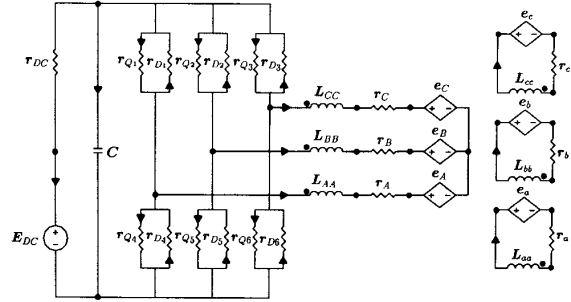 r_DC
E_DC
C
r_Q1 r_D1 r_Q2 r_D2 r_Q3 r_D3
L_CC r_C e_C
L_BB r_B e_B
L_AA r_A e_A
r_Q4 r_D4 r_Q5 r_D5 r_Q6 r_D6
e_c
r_c
L_cc
e_b
r_b
L_bb
e_a
r_a
L_aa